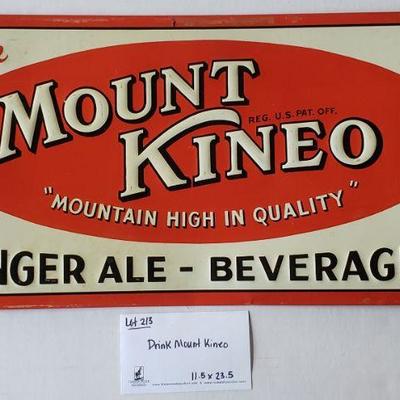 MOUNT
KINEO
REG. U.S. PAT. OFF.
"MOUNTAIN HIGH IN QUALITY"
NGER ALE - BEVERAG
Lot 213
Drink Mount Kineo
11.5 x 23.5